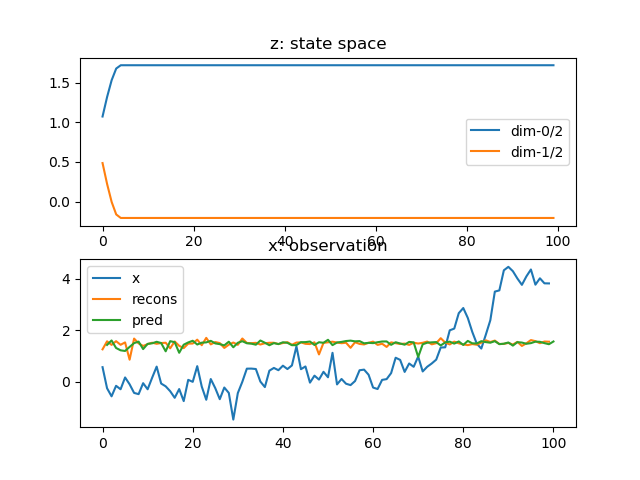 z: state space
1.5
1.0
0.5
0.0
dim-0/2
dim-1/2
0 20 40 60 80 100
x: observation
4
2
0
x
recons
pred
0 20 40 60 80 100